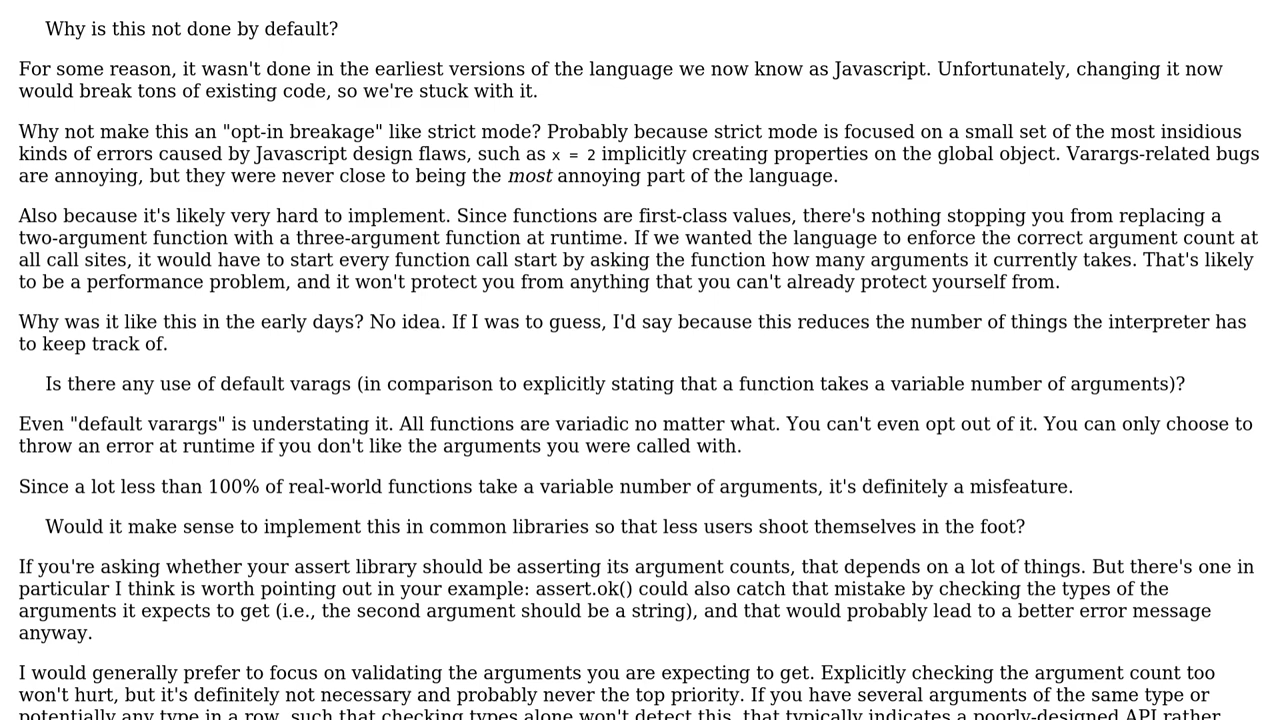 Why is this not done by default?
For some reason, it wasn't done in the earliest versions of the language we now know as Javascript. Unfortunately, changing it now
would break tons of existing code, so we're stuck with it.
Why not make this an "opt-in breakage" like strict mode? Probably because strict mode is focused on a small set of the most insidious
kinds of errors caused by Javascript design flaws, such as x = 2 implicitly creating properties on the global object. Varargs-related bugs
are annoying, but they were never close to being the most annoying part of the language.
Also because it's likely very hard to implement. Since functions are first-class values, there's nothing stopping you from replacing a
two-argument function with a three-argument function at runtime. If we wanted the language to enforce the correct argument count at
all call sites, it would have to start every function call start by asking the function how many arguments it currently takes. That's likely
to be a performance problem, and it won't protect you from anything that you can't already protect yourself from.
Why was it like this in the early days? No idea. If I was to guess, I'd say because this reduces the number of things the interpreter has
to keep track of.
Is there any use of default varags (in comparison to explicitly stating that a function takes a variable number of arguments)?
Even "default varargs" is understating it. All functions are variadic no matter what. You can't even opt out of it. You can only choose to
throw an error at runtime if you don't like the arguments you were called with.
Since a lot less than 100% of real-world functions take a variable number of arguments, it's definitely a misfeature.
Would it make sense to implement this in common libraries so that less users shoot themselves in the foot?
If you're asking whether your assert library should be asserting its argument counts, that depends on a lot of things. But there's one in
particular I think is worth pointing out in your example: assert.ok() could also catch that mistake by checking the types of the
arguments it expects to get (i.e., the second argument should be a string), and that would probably lead to a better error message
anyway.
I would generally prefer to focus on validating the arguments you are expecting to get. Explicitly checking the argument count too
won't hurt, but it's definitely not necessary and probably never the top priority. If you have several arguments of the same type or
potentially any type in a row, such that checking types alone won't detect this, that typically indicates a poorly-designed API rather